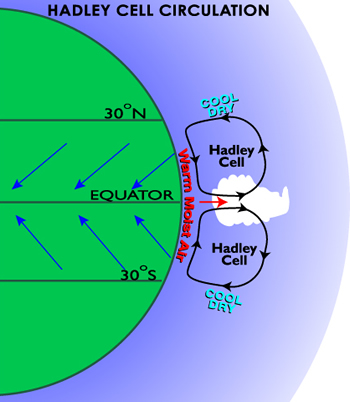 HADLEY CELL CIRCULATION
30°N
COOL
DRY
Hadley
Cell
Warm Moist Air
EQUATOR
Hadley
Cell
30°S
COOL
DRY